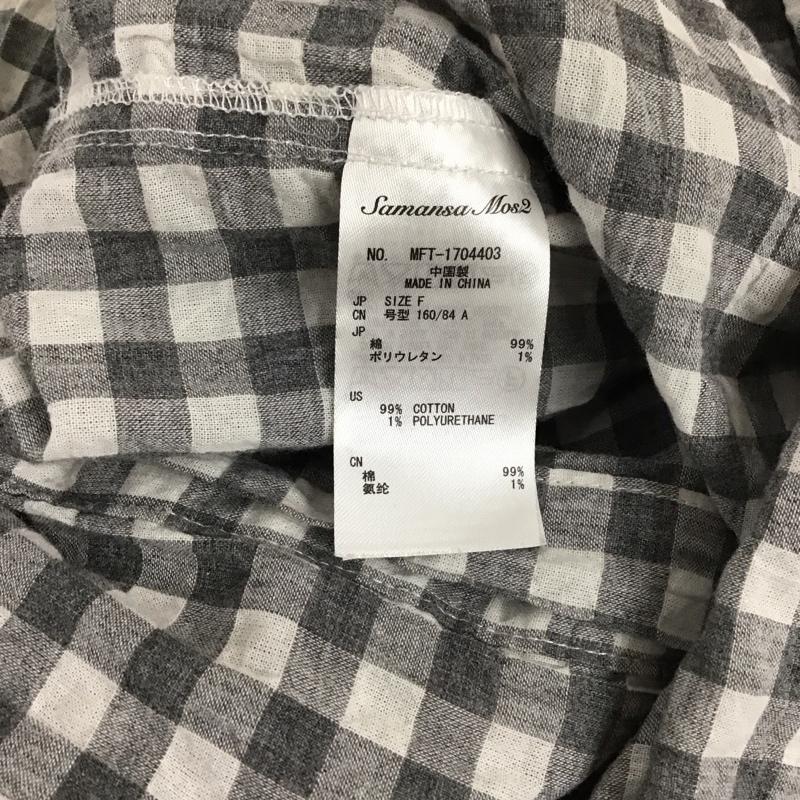 Samansa Mos2
NO. MFT-1704403
中国製
MADE IN CHINA
JP SIZE F
CN 号型 160/84 A
JP
綿 99%
ポリウレタン 1%
US
99% COTTON
1% POLYURETHANE
CN
棉 99%
氨纶 1%